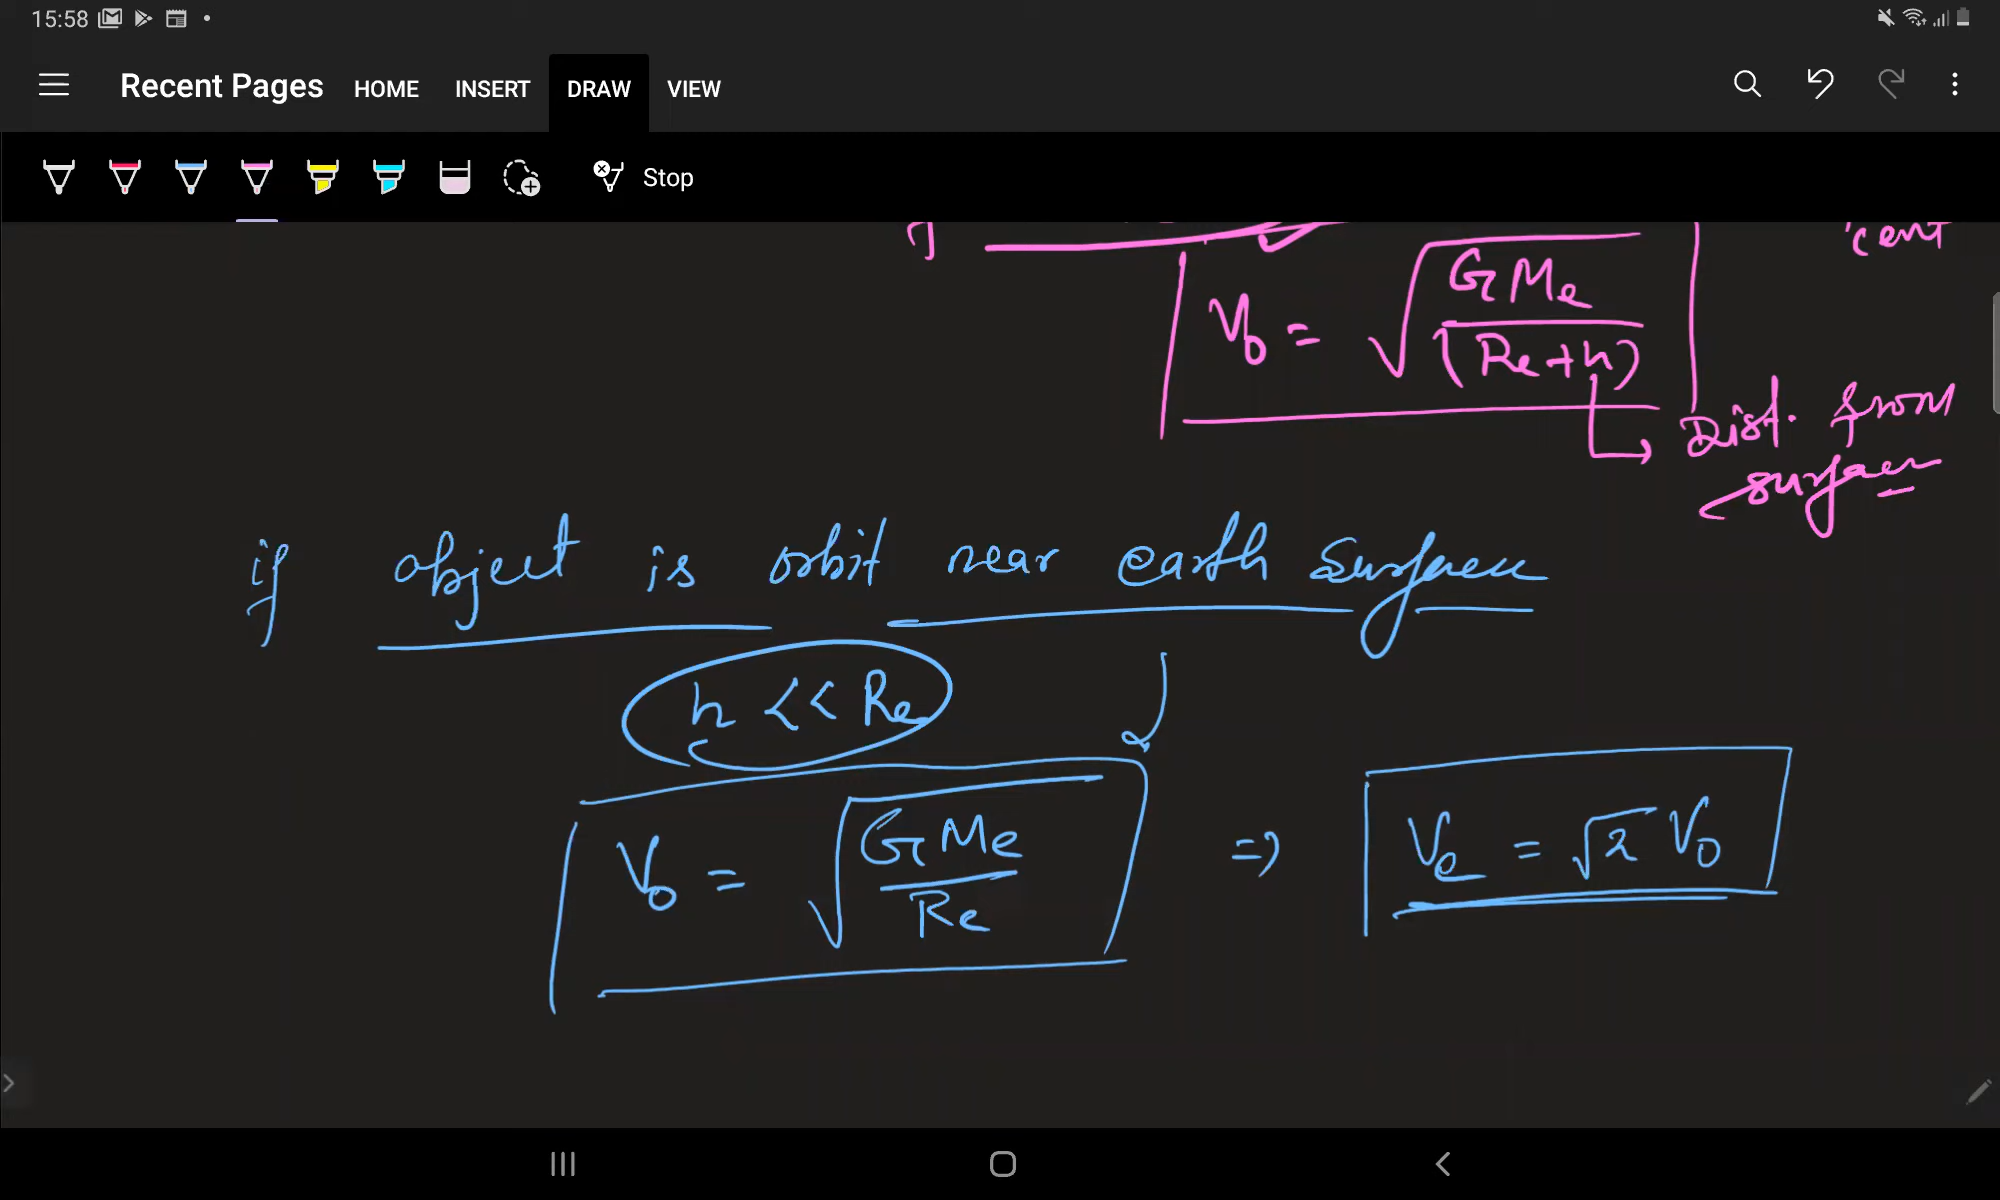 15:58
Recent Pages HOME INSERT DRAW VIEW
Stop
cent
V₀ = √(GMe/(Re+h))
Dist. from
surface
if object is orbit near earth Surface
h << Re
V₀ = √(GMe/Re) => Ve = √2 V₀